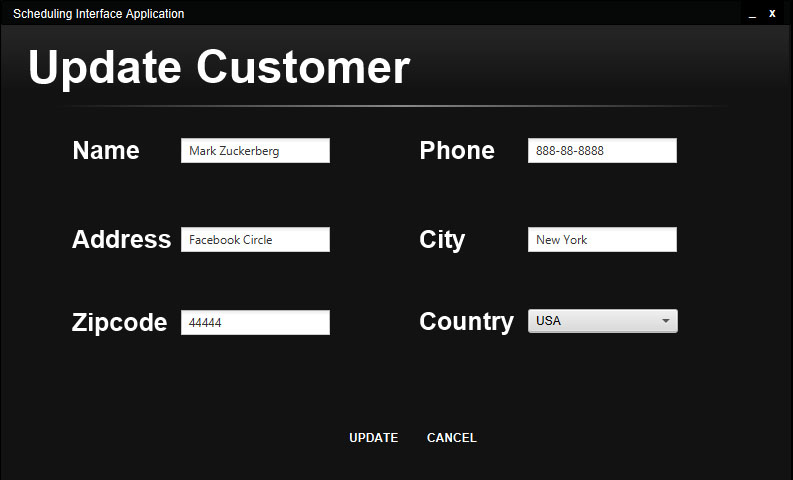 Scheduling Interface Application _ x
Update Customer
Name Mark Zuckerberg Phone 888-88-8888
Address Facebook Circle City New York
Zipcode 44444 Country USA
UPDATE CANCEL